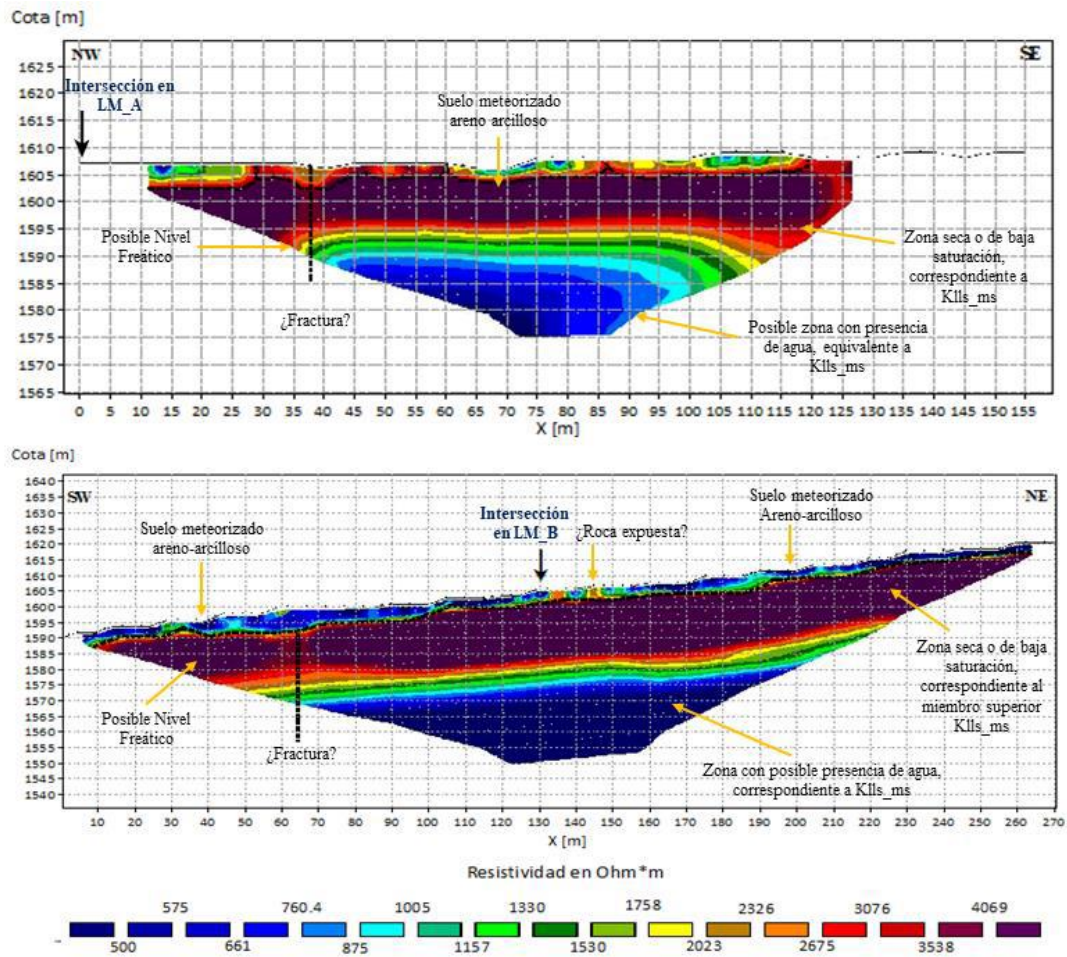 Cota [m]
NW
SE
1625
1620
1615
1610
1605
1600
1595
1590
1585
1580
1575
1570
1565
Intersección en
LM_A
Suelo meteorizado
areno arcilloso
Posible Nivel
Freático
¿Fractura?
Zona seca o de baja
saturación,
correspondiente a
Klls_ms
Posible zona con presencia
de agua, equivalente a
Klls_ms
0 5 10 15 20 25 30 35 40 45 50 55 60 65 70 75 80 85 90 95 100 105 110 115 120 125 130 135 140 145 150 155
X [m]
Cota [m]
SW
NE
1640
1635
1630
1625
1620
1615
1610
1605
1600
1595
1590
1585
1580
1575
1570
1565
1560
1555
1550
1545
1540
Suelo meteorizado
areno-arcilloso
Intersección
en LM_B
¿Roca expuesta?
Suelo meteorizado
Areno-arcilloso
Posible Nivel
Freático
¿Fractura?
Zona seca o de baja
saturación,
correspondiente al
miembro superior
Klls_ms
Zona con posible presencia de agua,
correspondiente a Klls_ms
10 20 30 40 50 60 70 80 90 100 110 120 130 140 150 160 170 180 190 200 210 220 230 240 250 260 270
X [m]
Resistividad en Ohm*m
575 760.4 1005 1330 1758 2326 3076 4069
500 661 875 1157 1530 2023 2675 3538